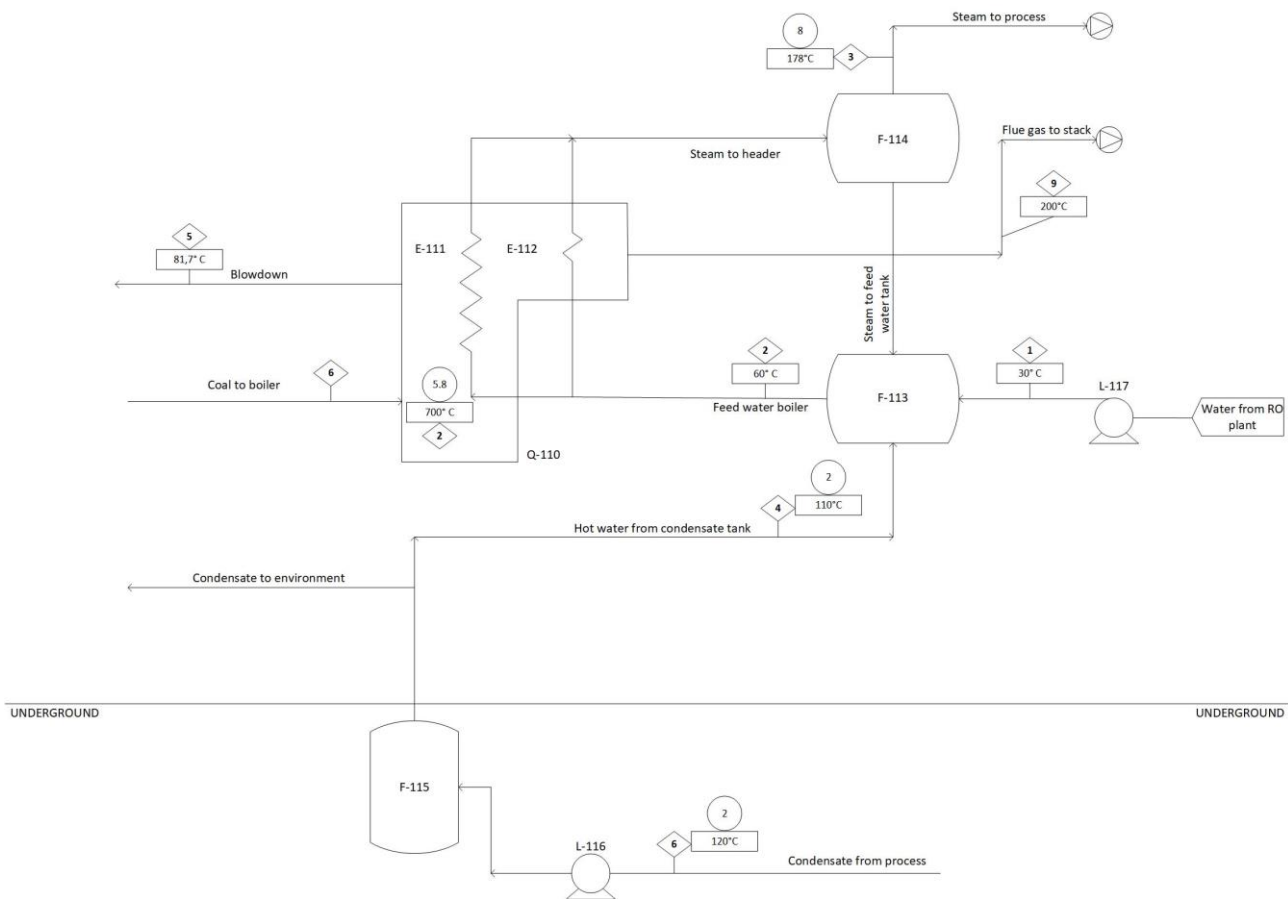 Steam to process
8
178°C
3
Flue gas to stack
F-114
Steam to header
9
200°C
5
E-111
E-112
81,7° C
Blowdown
Steam to feed
water tank
2
1
6
60° C
30° C
Coal to boiler
5.8
L-117
F-113
700° C
Feed water boiler
Water from RO
plant
2
Q-110
2
110°C
4
Hot water from condensate tank
Condensate to environment
UNDERGROUND
UNDERGROUND
F-115
2
120°C
L-116
6
Condensate from process